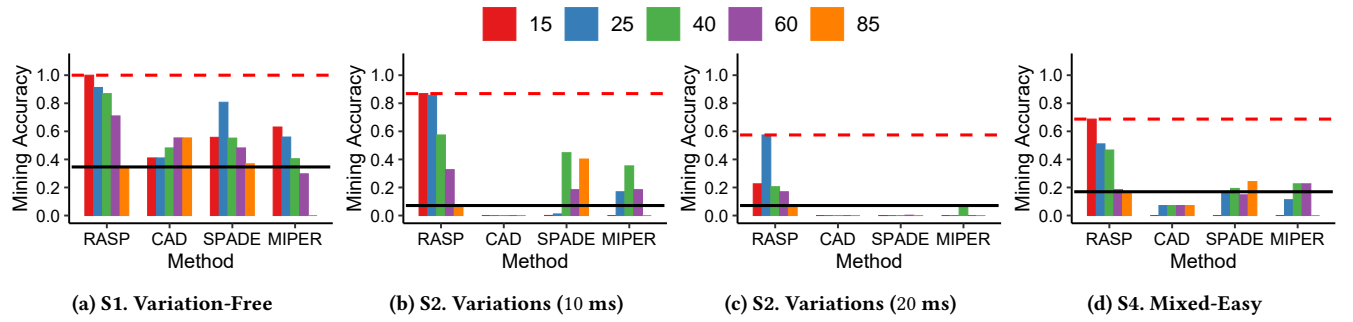 15 25 40 60 85
Mining Accuracy
1.0
0.8
0.6
0.4
0.2
0.0
RASP CAD SPADE MIPER
Method
(a) S1. Variation-Free
Mining Accuracy
1.0
0.8
0.6
0.4
0.2
0.0
RASP CAD SPADE MIPER
Method
(b) S2. Variations (10 ms)
Mining Accuracy
1.0
0.8
0.6
0.4
0.2
0.0
RASP CAD SPADE MIPER
Method
(c) S2. Variations (20 ms)
Mining Accuracy
1.0
0.8
0.6
0.4
0.2
0.0
RASP CAD SPADE MIPER
Method
(d) S4. Mixed-Easy